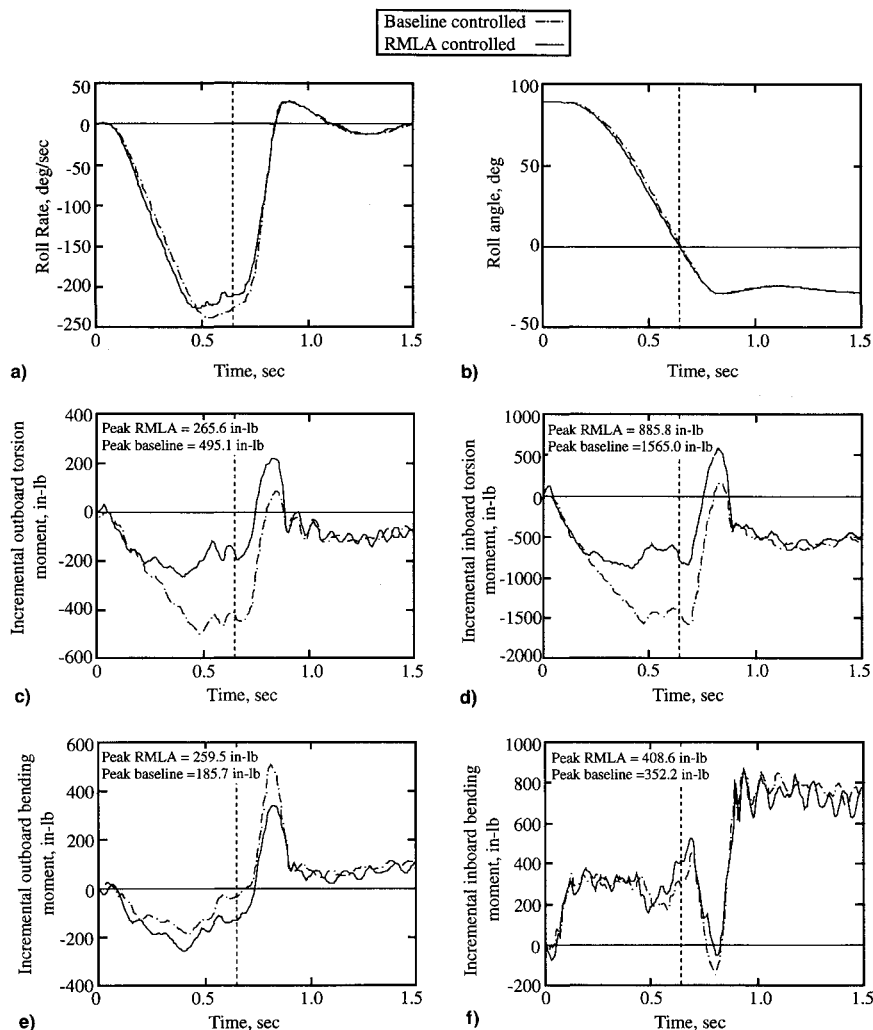 Baseline controlled
RMLA controlled
50
0
-50
-100
-150
-200
-250
Roll Rate, deg/sec
0
0.5
1.0
1.5
Time, sec
a)
100
50
0
-50
Roll angle, deg
0
0.5
1.0
1.5
Time, sec
b)
400
200
0
-200
-400
-600
Incremental outboard torsion
moment, in-lb
Peak RMLA = 265.6 in-lb
Peak baseline = 495.1 in-lb
0
0.5
1.0
1.5
Time, sec
c)
1000
500
0
-500
-1000
-1500
-2000
Incremental inboard torsion
moment, in-lb
Peak RMLA = 885.8 in-lb
Peak baseline =1565.0 in-lb
0
0.5
1.0
1.5
Time, sec
d)
600
400
200
0
-200
-400
Incremental outboard bending
moment, in-lb
Peak RMLA = 259.5 in-lb
Peak baseline =185.7 in-lb
0
0.5
1.0
1.5
Time, sec
e)
1000
800
600
400
200
0
-200
Incremental inboard bending
moment, in-lb
Peak RMLA = 408.6 in-lb
Peak baseline =352.2 in-lb
0
0.5
1.0
1.5
Time, sec
f)